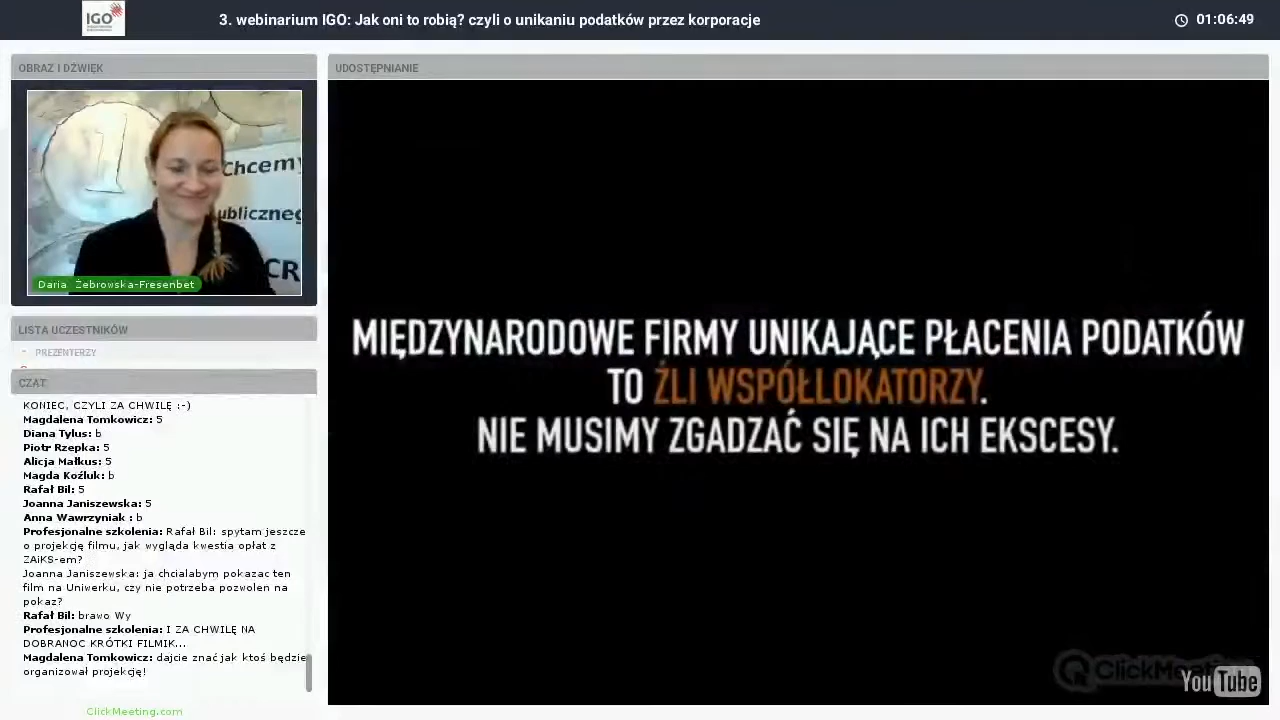 IGO
3. webinarium IGO: Jak oni to robią? czyli o unikaniu podatków przez korporacje
01:06:49
OBRAZ I DŹWIĘK
1
Chcemy
ubliczneg
CR
Daria Żebrowska-Fresenbet
LISTA UCZESTNIKÓW
PREZENTERZY
CZAT
KONIEC, CZYLI ZA CHWILĘ :-)
Magdalena Tomkowicz: 5
Diana Tylus: b
Piotr Rzepka: 5
Alicja Małkus: 5
Magda Koźluk: b
Rafał Bil: 5
Joanna Janiszewska: 5
Anna Wawrzyniak : b
Profesjonalne szkolenia: Rafał Bil: spytam jeszcze
o projekcję filmu, jak wygląda kwestia opłat z
ZAiKS-em?
Joanna Janiszewska: ja chcialabym pokazac ten
film na Uniwerku, czy nie potrzeba pozwolen na
pokaz?
Rafał Bil: brawo Wy
Profesjonalne szkolenia: I ZA CHWILĘ NA
DOBRANOC KRÓTKI FILMIK...
Magdalena Tomkowicz: dajcie znać jak ktoś będzie
organizował projekcję!
ClickMeeting.com
UDOSTĘPNIANIE
MIĘDZYNARODOWE FIRMY UNIKAJĄCE PŁACENIA PODATKÓW
TO ŹLI WSPÓŁLOKATORZY.
NIE MUSIMY ZGADZAĆ SIĘ NA ICH EKSCESY.
ClickMeeting
YouTube